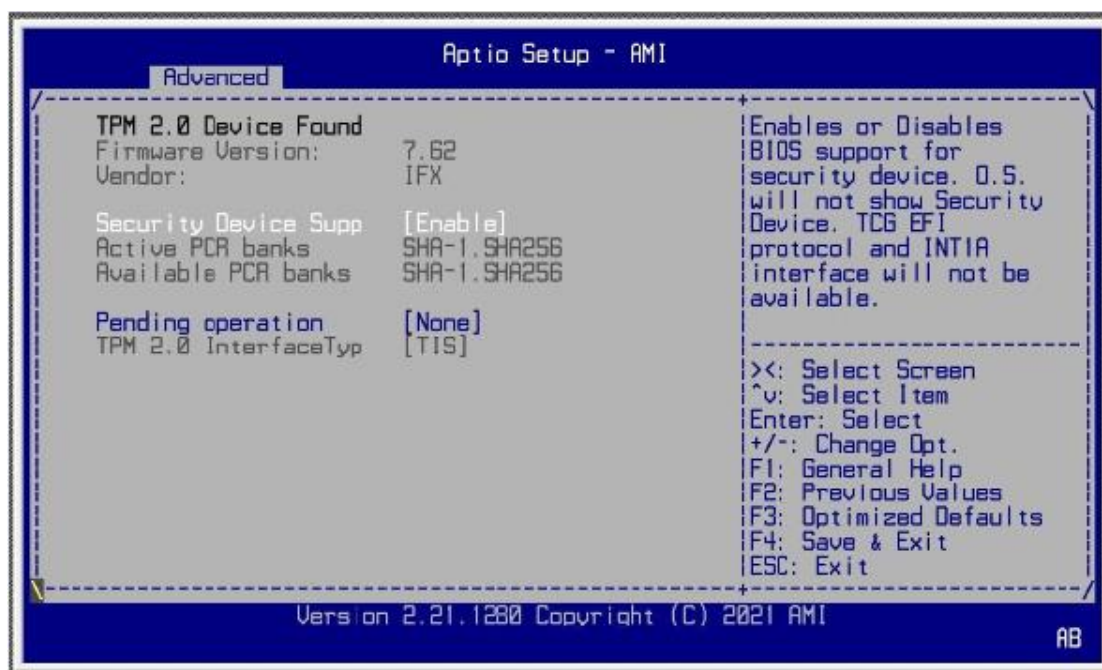 Aptio Setup - AMI
Advanced
TPM 2.0 Device Found
Firmware Version: 7.62
Vendor: IFX
Security Device Supp [Enable]
Active PCR banks SHA-1.SHA256
Available PCR banks SHA-1.SHA256
Pending operation [None]
TPM 2.0 InterfaceTyp [TIS]
Enables or Disables
BIOS support for
security device. O.S.
will not show Security
Device. TCG EFI
protocol and INT1A
interface will not be
available.
><: Select Screen
^v: Select Item
Enter: Select
+/-: Change Opt.
F1: General Help
F2: Previous Values
F3: Optimized Defaults
F4: Save & Exit
ESC: Exit
Version 2.21.1280 Copyright (C) 2021 AMI
AB